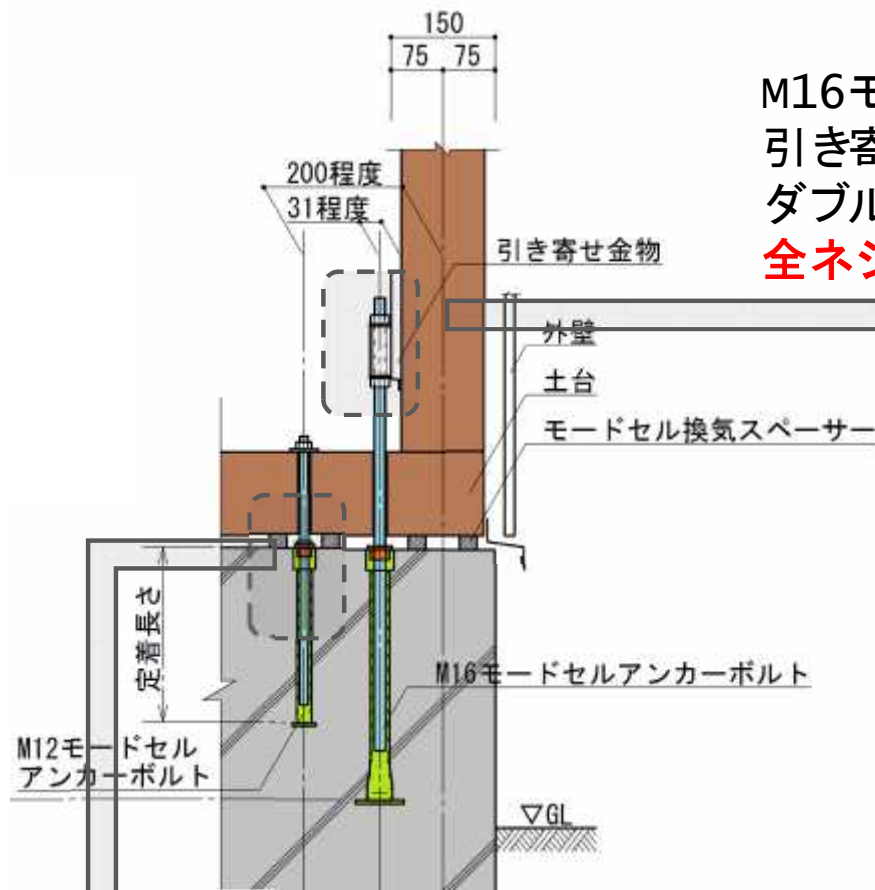 150
75 75
M16モ
引き寄
ダブル
全ネジ
200程度
31程度
引き寄せ金物
外壁
土台
モードセル換気スペーサー
定着長さ
M16モードセルアンカーボルト
M12モードセル
アンカーボルト
▽GL